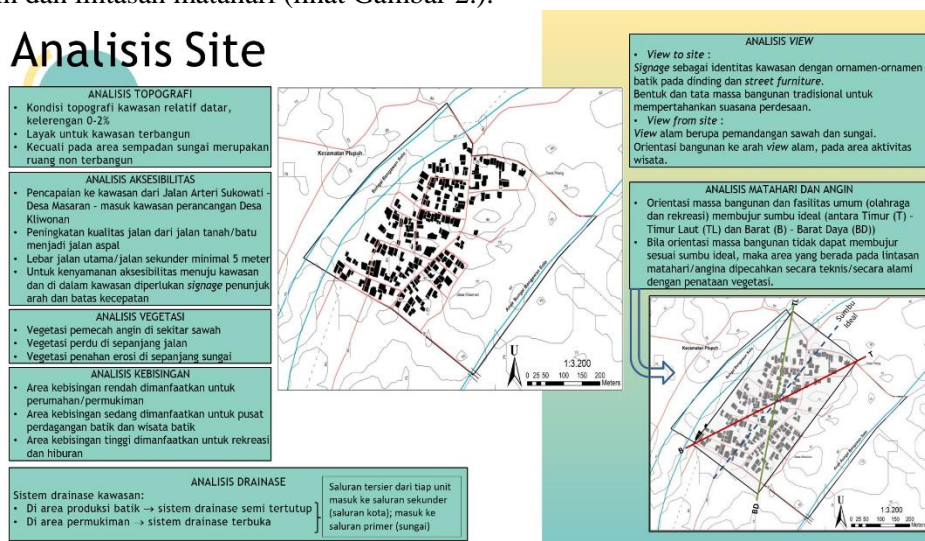 dan lintasan matahari (lihat Gambar 2.).
Analisis Site
ANALISIS TOPOGRAFI
• Kondisi topografi kawasan relatif datar,
kelerengan 0-2%
• Layak untuk kawasan terbangun
• Kecuali pada area sempadan sungai merupakan
ruang non terbangun
ANALISIS AKSESIBILITAS
• Pencapaian ke kawasan dari Jalan Arteri Sukowati -
Desa Masaran - masuk kawasan perancangan Desa
Kliwonan
• Peningkatan kualitas jalan dari jalan tanah/batu
menjadi jalan aspal
• Lebar jalan utama/jalan sekunder minimal 5 meter
• Untuk kenyamanan aksesibilitas menuju kawasan
dan di dalam kawasan diperlukan signage penunjuk
arah dan batas kecepatan
ANALISIS VEGETASI
• Vegetasi pemecah angin di sekitar sawah
• Vegetasi perdu di sepanjang jalan
• Vegetasi penahan erosi di sepanjang sungai
ANALISIS KEBISINGAN
• Area kebisingan rendah dimanfaatkan untuk
perumahan/permukiman
• Area kebisingan sedang dimanfaatkan untuk pusat
perdagangan batik dan wisata batik
• Area kebisingan tinggi dimanfaatkan untuk rekreasi
dan hiburan
ANALISIS DRAINASE
Sistem drainase kawasan:
• Di area produksi batik → sistem drainase semi tertutup
• Di area permukiman → sistem drainase terbuka
Saluran tersier dari tiap unit
masuk ke saluran sekunder
(saluran kota); masuk ke
saluran primer (sungai)
Kecamatan Plupuh
U
1:3.200
0 25 50 100 150 200
Meters
ANALISIS VIEW
• View to site :
Signage sebagai identitas kawasan dengan ornamen-ornamen
batik pada dinding dan street furniture.
Bentuk dan tata massa bangunan tradisional untuk
mempertahankan suasana perdesaan.
• View from site :
View alam berupa pemandangan sawah dan sungai.
Orientasi bangunan ke arah view alam, pada area aktivitas
wisata.
ANALISIS MATAHARI DAN ANGIN
• Orientasi massa bangunan dan fasilitas umum (olahraga
dan rekreasi) membujur sumbu ideal (antara Timur (T) -
Timur Laut (TL) dan Barat (B) - Barat Daya (BD))
• Bila orientasi massa bangunan tidak dapat membujur
sesuai sumbu ideal, maka area yang berada pada lintasan
matahari/angina dipecahkan secara teknis/secara alami
dengan penataan vegetasi.
Sumbu
Ideal
Kecamatan Plupuh
T
B
BD
U
1:3.200
0 25 50 100 150 200
Meters